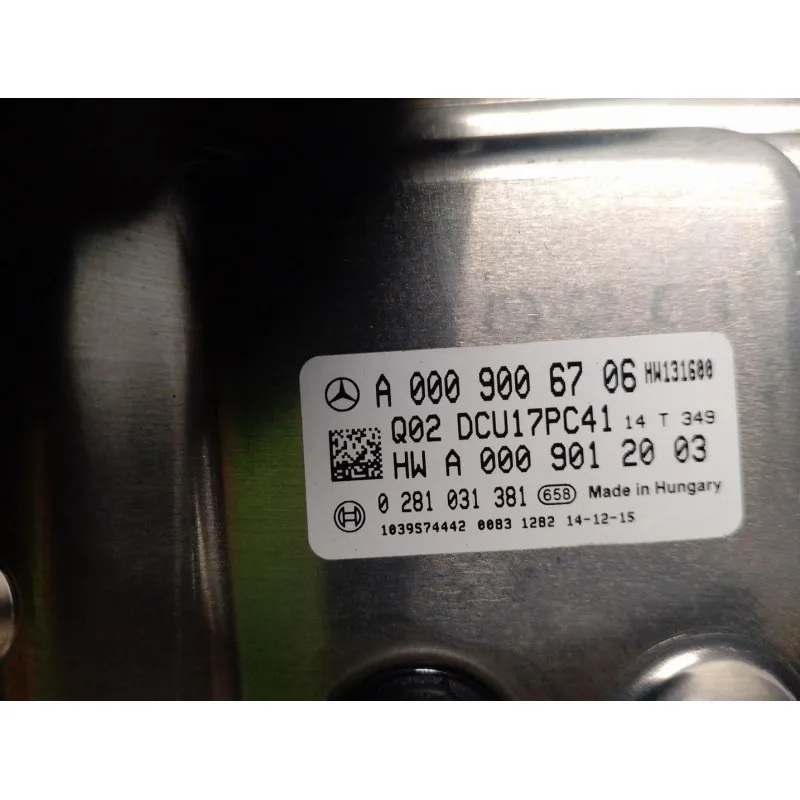 A 000 900 67 06 HW131600
Q02 DCU17PC41 14 T 349
HW A 000 901 20 03
0 281 031 381 658 Made in Hungary
1039S74442 0083 1282 14-12-15